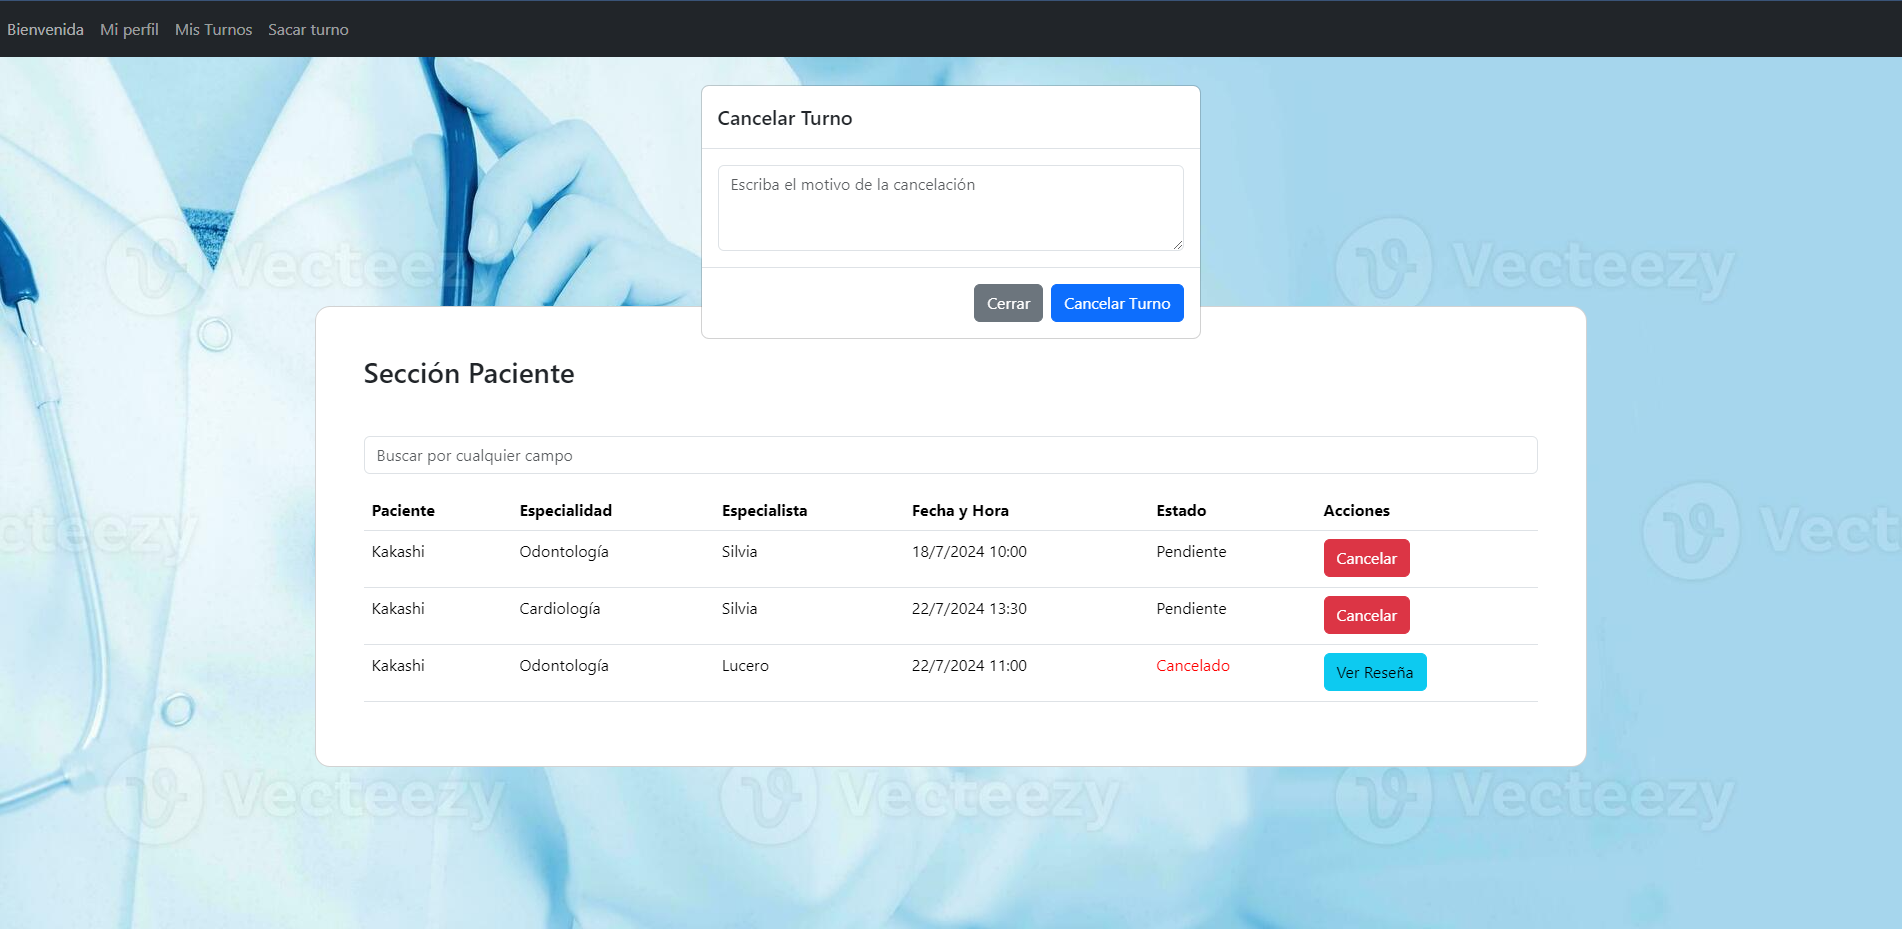 Bienvenida Mi perfil Mis Turnos Sacar turno
Cancelar Turno
Escriba el motivo de la cancelación
Cerrar Cancelar Turno
Vecteezy
Vecteezy
Sección Paciente
Buscar por cualquier campo
Paciente Especialidad Especialista Fecha y Hora Estado Acciones
Kakashi Odontología Silvia 18/7/2024 10:00 Pendiente Cancelar
Kakashi Cardiología Silvia 22/7/2024 13:30 Pendiente Cancelar
Kakashi Odontología Lucero 22/7/2024 11:00 Cancelado Ver Reseña
cteezy
Vect
Vecteezy
Vecteezy
Vecteezy